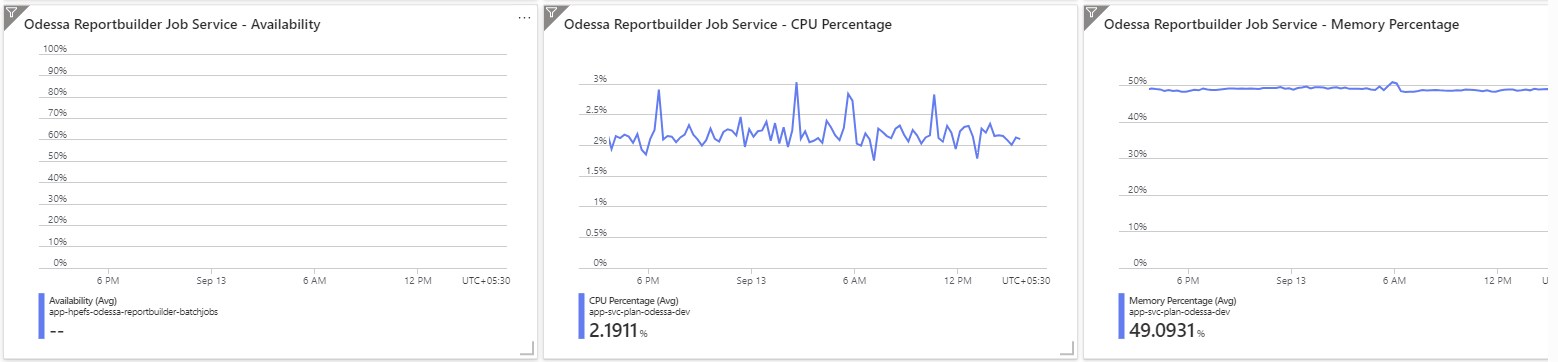 Odessa Reportbuilder Job Service - Availability
...
100%
90%
80%
70%
60%
50%
40%
30%
20%
10%
0%
6 PM
Sep 13
6 AM
12 PM
UTC+05:30
Availability (Avg)
app-hpefs-odessa-reportbuilder-batchjobs
--
Odessa Reportbuilder Job Service - CPU Percentage
3%
2.5%
2%
1.5%
1%
0.5%
0%
6 PM
Sep 13
6 AM
12 PM
UTC+05:30
CPU Percentage (Avg)
app-svc-plan-odessa-dev
2.1911 %
Odessa Reportbuilder Job Service - Memory Percentage
50%
40%
30%
20%
10%
0%
6 PM
Sep 13
6 AM
12 PM
U
Memory Percentage (Avg)
app-svc-plan-odessa-dev
49.0931 %